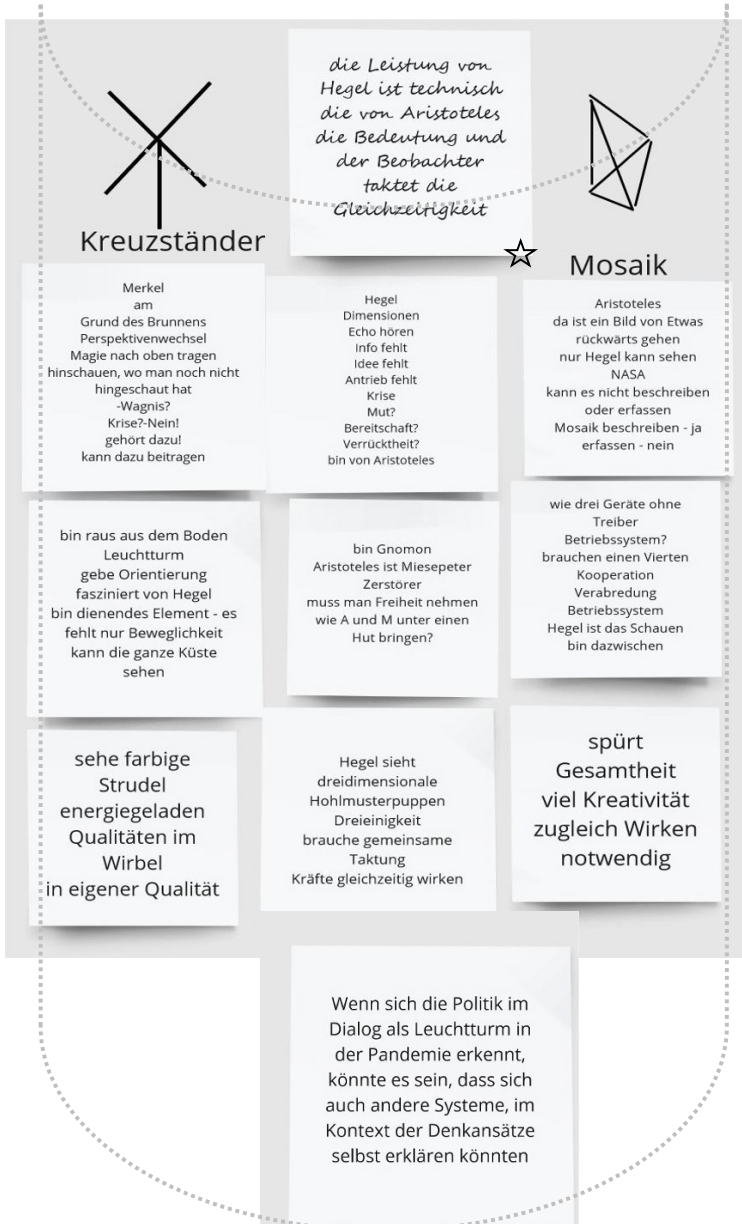 die Leistung von
Hegel ist technisch
die von Aristoteles
die Bedeutung und
der Beobachter
taktet die
Gleichzeitigkeit
Kreuzständer
Mosaik
Merkel
am
Grund des Brunnens
Perspektivenwechsel
Magie nach oben tragen
hinschauen, wo man noch nicht
hingeschaut hat
-Wagnis?
Krise?-Nein!
gehört dazu!
kann dazu beitragen
Hegel
Dimensionen
Echo hören
Info fehlt
Idee fehlt
Antrieb fehlt
Krise
Mut?
Bereitschaft?
Verrücktheit?
bin von Aristoteles
Aristoteles
da ist ein Bild von Etwas
rückwärts gehen
nur Hegel kann sehen
NASA
kann es nicht beschreiben
oder erfassen
Mosaik beschreiben - ja
erfassen - nein
bin raus aus dem Boden
Leuchtturm
gebe Orientierung
fasziniert von Hegel
bin dienendes Element - es
fehlt nur Beweglichkeit
kann die ganze Küste
sehen
bin Gnomon
Aristoteles ist Miesepeter
Zerstörer
muss man Freiheit nehmen
wie A und M unter einen
Hut bringen?
wie drei Geräte ohne
Treiber
Betriebssystem?
brauchen einen Vierten
Kooperation
Verabredung
Betriebssystem
Hegel ist das Schauen
bin dazwischen
sehe farbige
Strudel
energiegeladen
Qualitäten im
Wirbel
in eigener Qualität
Hegel sieht
dreidimensionale
Hohlmusterpuppen
Dreieinigkeit
brauche gemeinsame
Taktung
Kräfte gleichzeitig wirken
spürt
Gesamtheit
viel Kreativität
zugleich Wirken
notwendig
Wenn sich die Politik im
Dialog als Leuchtturm in
der Pandemie erkennt,
könnte es sein, dass sich
auch andere Systeme, im
Kontext der Denkansätze
selbst erklären könnten